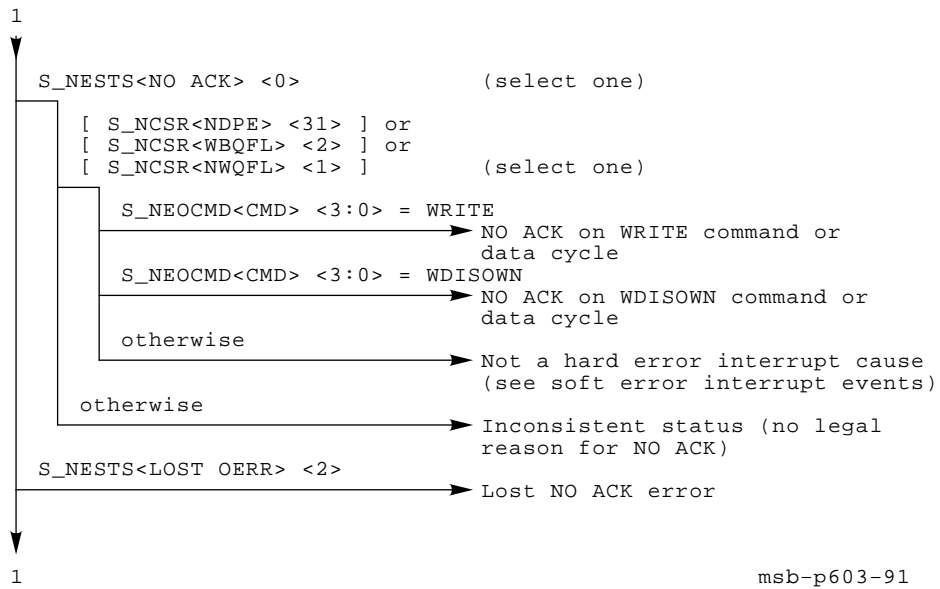 1
S_NESTS<NO ACK> <0> (select one)
[ S_NCSR<NDPE> <31> ] or
[ S_NCSR<WBQFL> <2> ] or
[ S_NCSR<NWQFL> <1> ] (select one)
S_NEOCMD<CMD> <3:0> = WRITE
NO ACK on WRITE command or
data cycle
S_NEOCMD<CMD> <3:0> = WDISOWN
NO ACK on WDISOWN command or
data cycle
otherwise
Not a hard error interrupt cause
(see soft error interrupt events)
otherwise
Inconsistent status (no legal
reason for NO ACK)
S_NESTS<LOST OERR> <2>
Lost NO ACK error
1 msb-p603-91